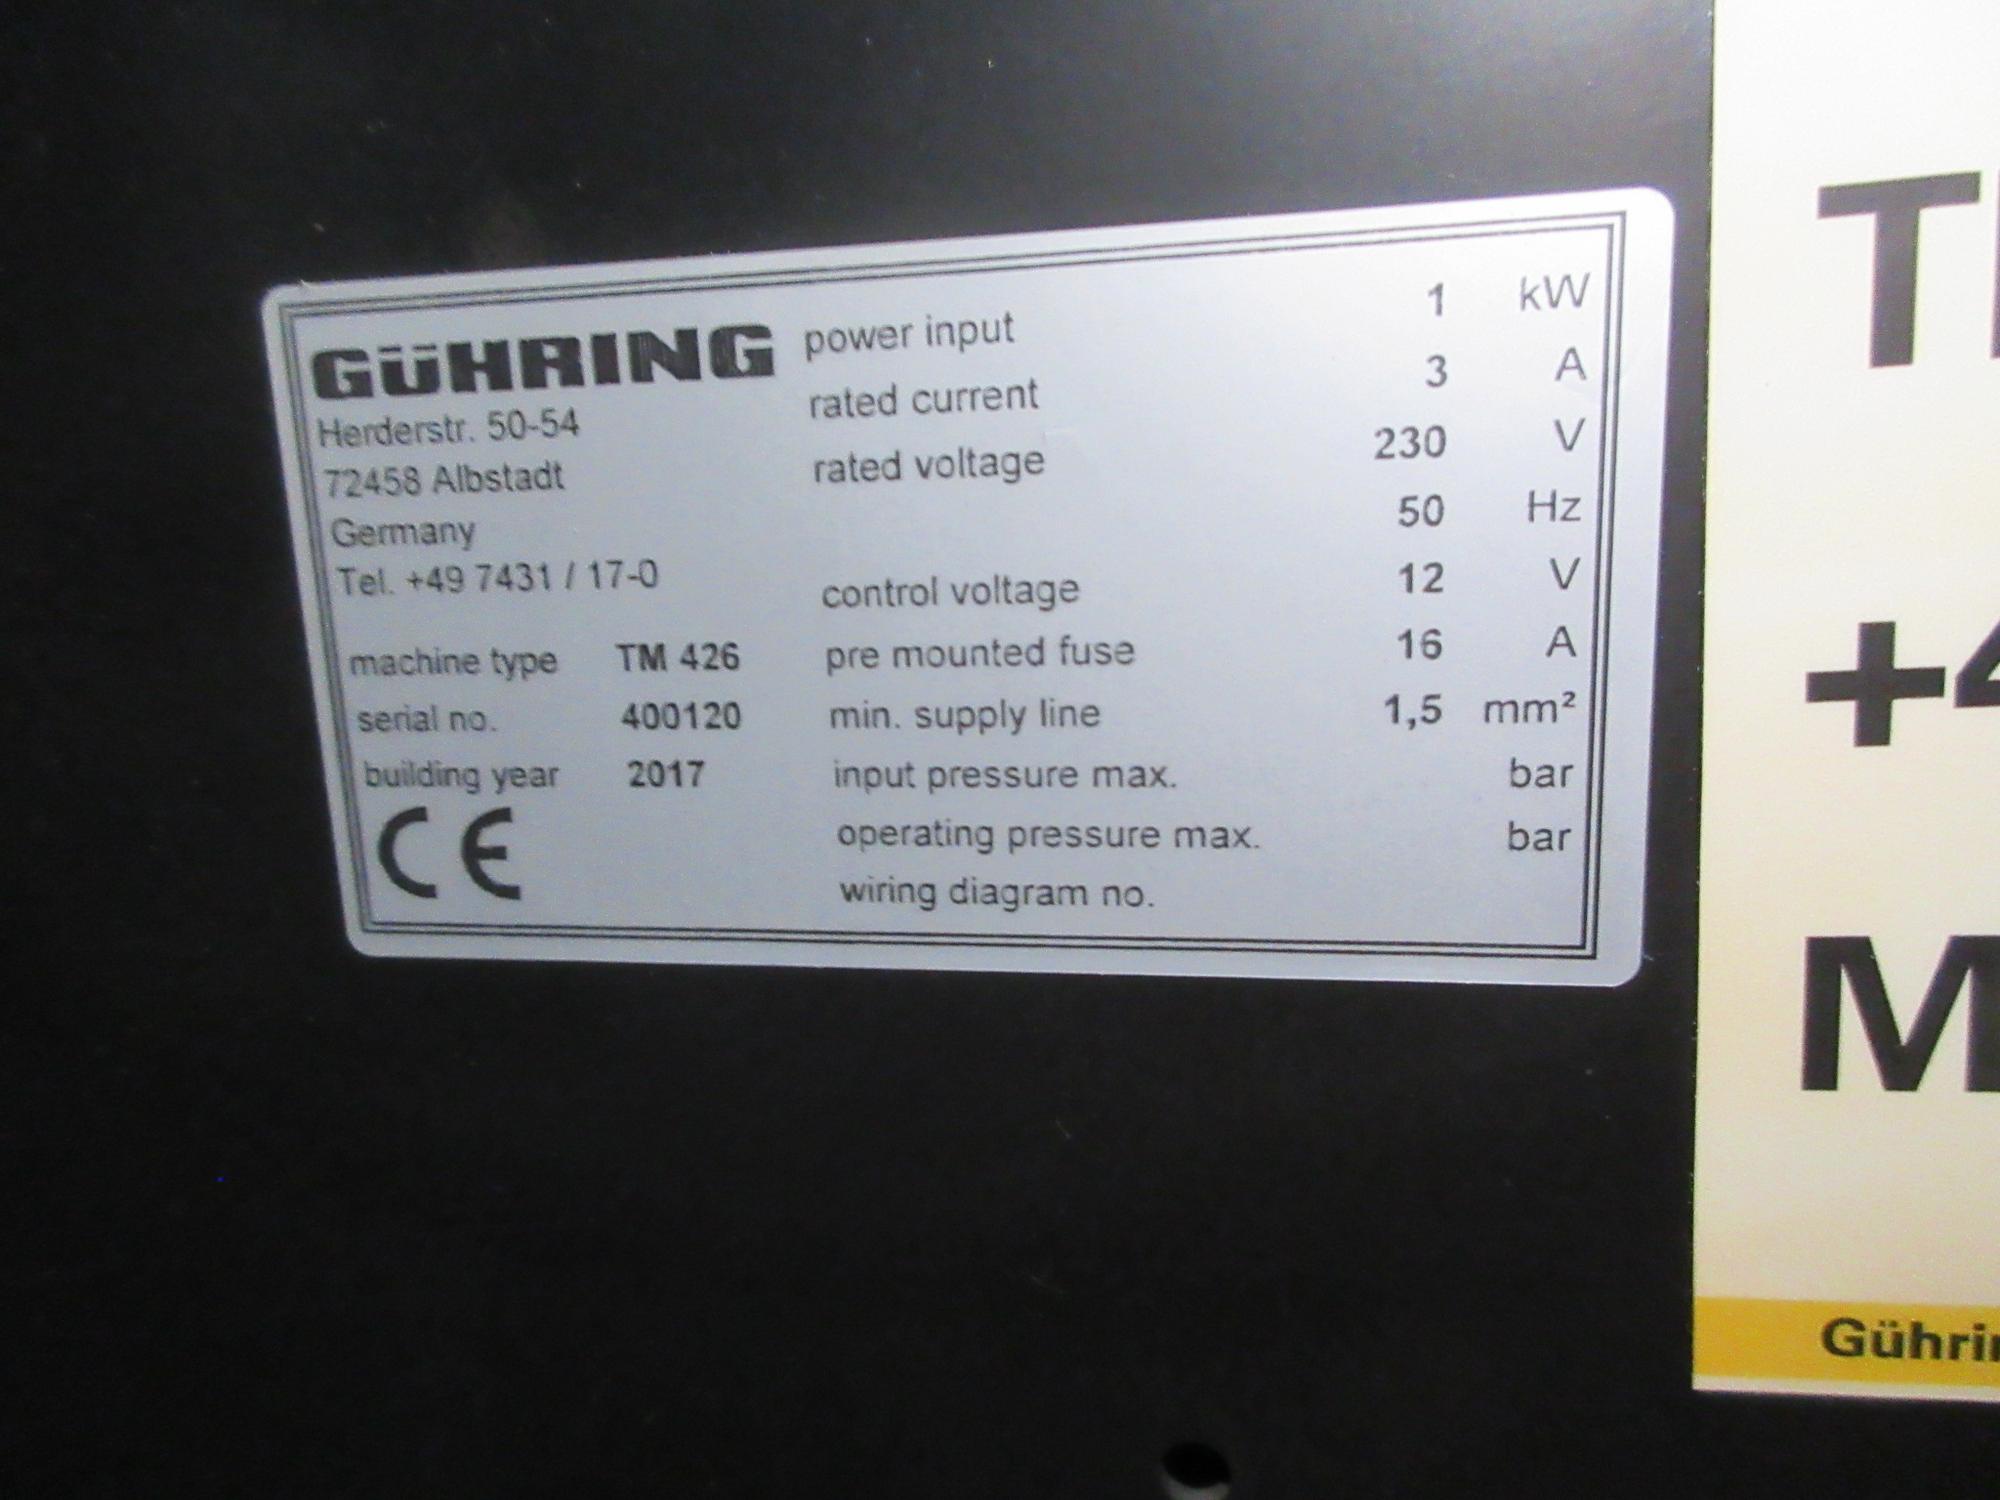 GÜHRING
Herderstr. 50-54
72458 Albstadt
Germany
Tel. +49 7431 / 17-0
machine type TM 426
serial no. 400120
building year 2017
CE
power input 1 kW
rated current 3 A
rated voltage 230 V
50 Hz
control voltage 12 V
pre mounted fuse 16 A
min. supply line 1,5 mm²
input pressure max. bar
operating pressure max. bar
wiring diagram no.
T
+4
M
Gühri